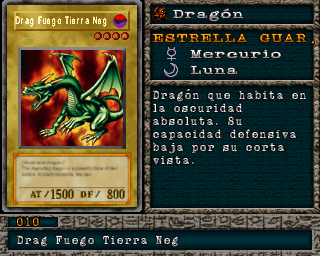 Drag Fuego Tierra Neg
AT/1500 DF/ 800
Dragón
ESTRELLA GUAR.
Mercurio
Luna
Dragón que habita en
la oscuridad
absoluta. Su
capacidad defensiva
baja por su corta
vista.
010
Drag Fuego Tierra Neg